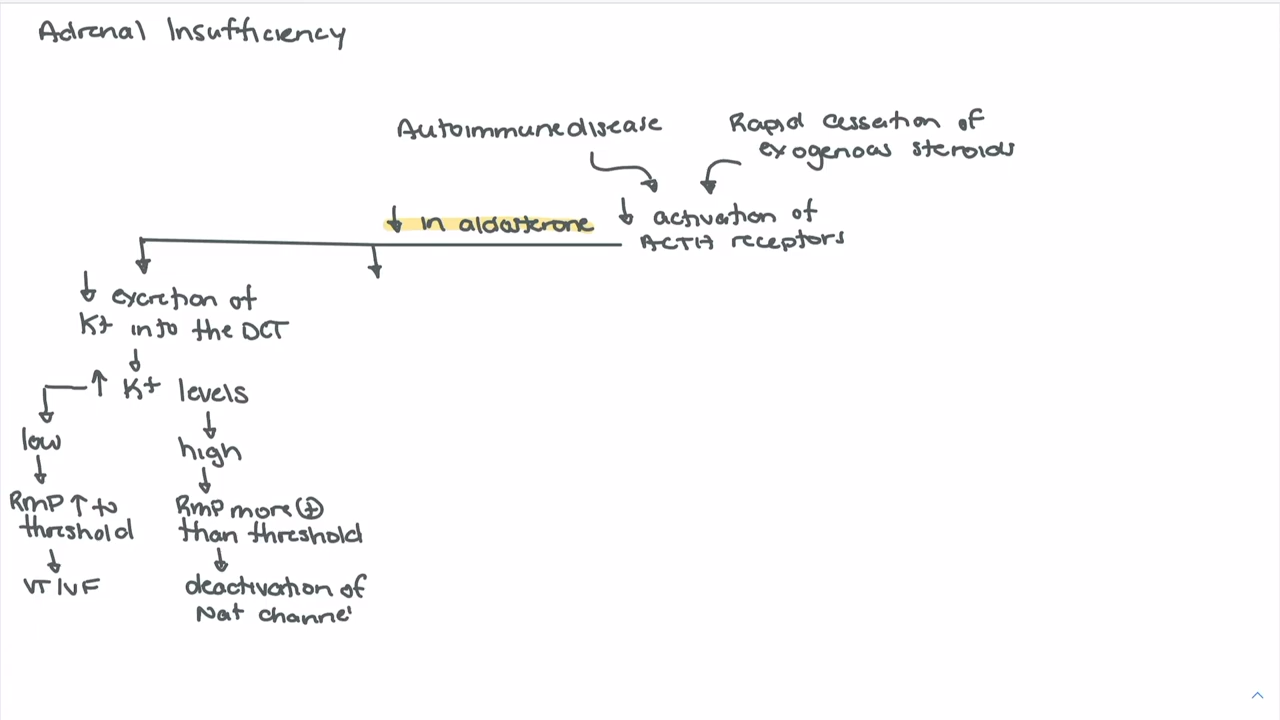 Adrenal Insufficiency
Autoimmune disease
Rapid cessation of
exogenous steroids
↓ in aldosterone
↓ activation of
ACTH receptors
↓ excretion of
K+ into the DCT
↑ K+ levels
low
high
RMP ↑ to
threshold
RMP more (+)
than threshold
VT/VF
deactivation of
Na+ channel